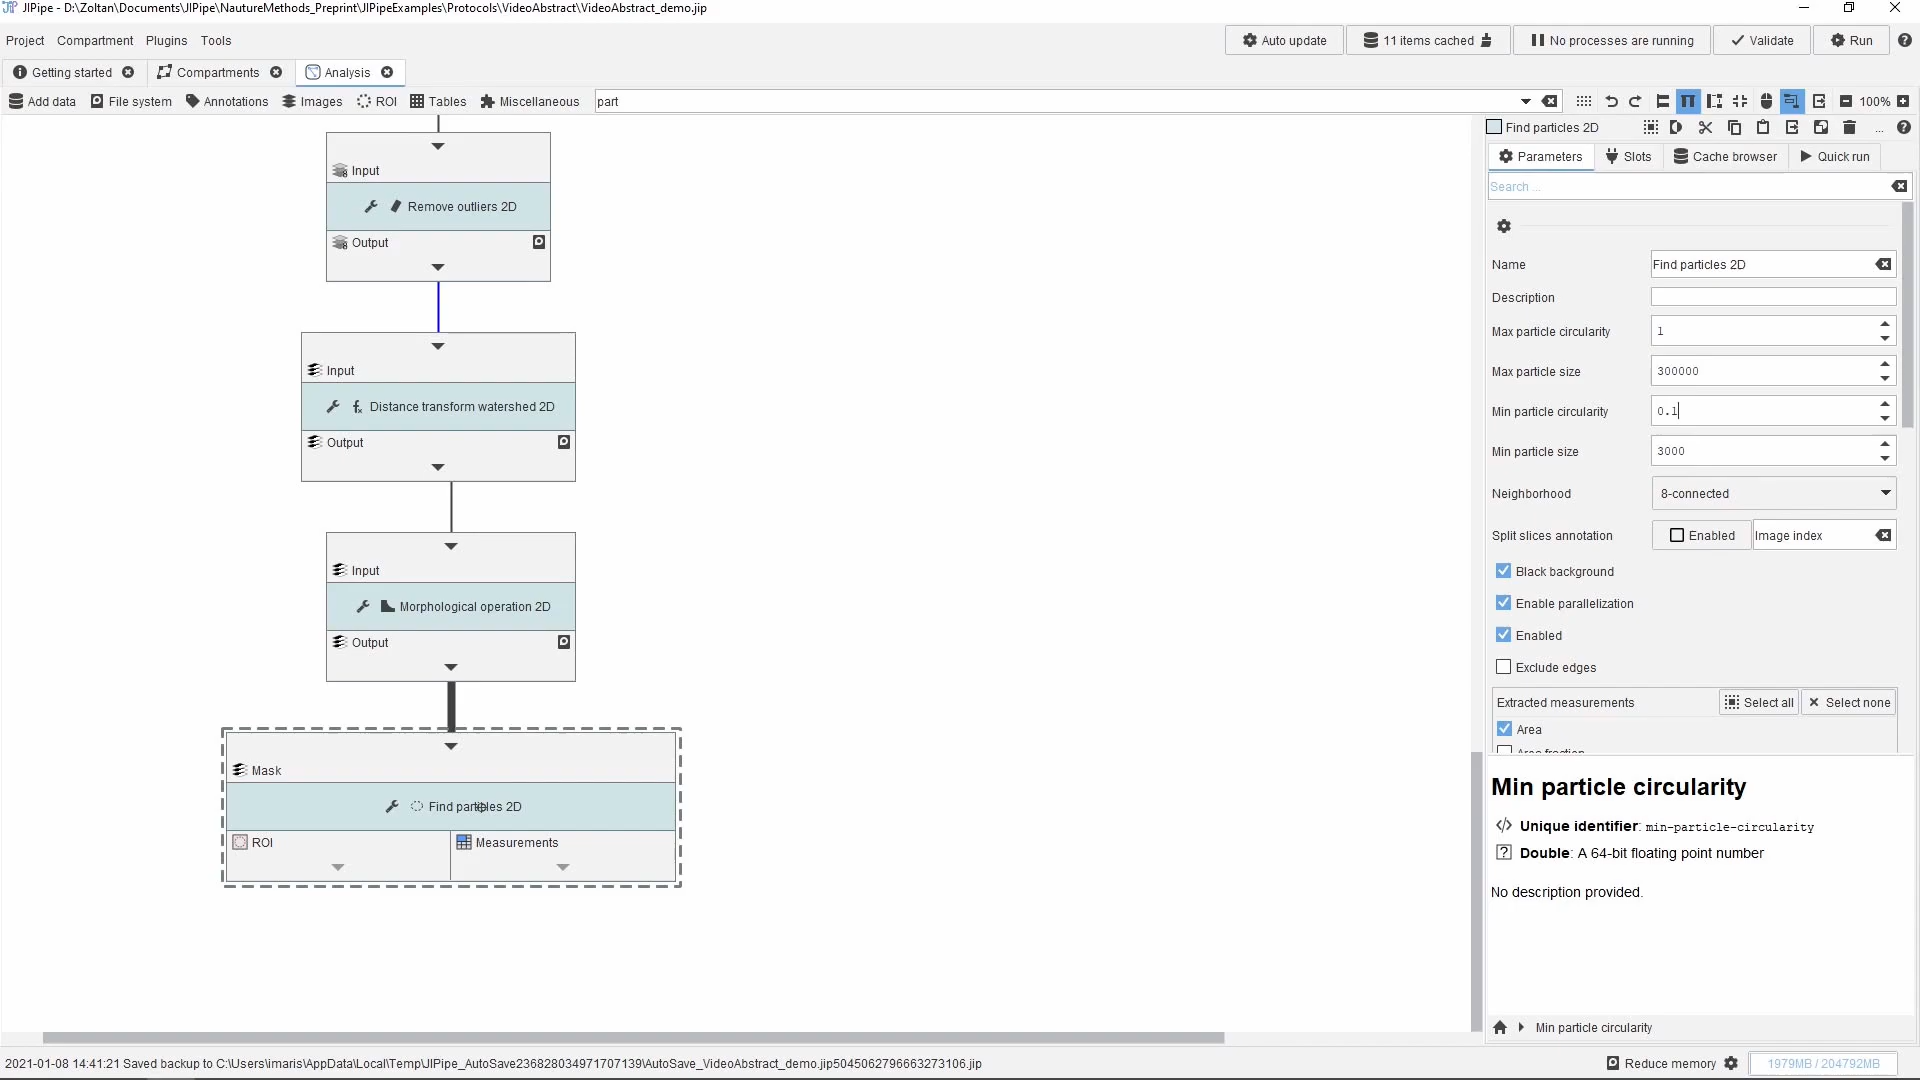 JIPipe - D:\Zoltan\Documents\JIPipe\NautureMethods_Preprint\JIPipeExamples\Protocols\VideoAbstract\VideoAbstract_demo.jip
Project Compartment Plugins Tools Auto update 11 items cached No processes are running Validate Run
Getting started Compartments Analysis
Add data File system Annotations Images ROI Tables Miscellaneous part 100%
Find particles 2D
Parameters Slots Cache browser Quick run
Search ...
Input
Remove outliers 2D
Output
Input
Distance transform watershed 2D
Output
Input
Morphological operation 2D
Output
Mask
Find particles 2D
ROI Measurements
Name Find particles 2D
Description
Max particle circularity 1
Max particle size 300000
Min particle circularity 0.1
Min particle size 3000
Neighborhood 8-connected
Split slices annotation Enabled Image index
Black background
Enable parallelization
Enabled
Exclude edges
Extracted measurements Select all Select none
Area
Area fraction
Min particle circularity
Unique identifier: min-particle-circularity
Double: A 64-bit floating point number
No description provided.
Min particle circularity
2021-01-08 14:41:21 Saved backup to C:\Users\imaris\AppData\Local\Temp\JIPipe_AutoSave236828034971707139\AutoSave_VideoAbstract_demo.jip5045062796663273106.jip
Reduce memory 1979MB / 204792MB